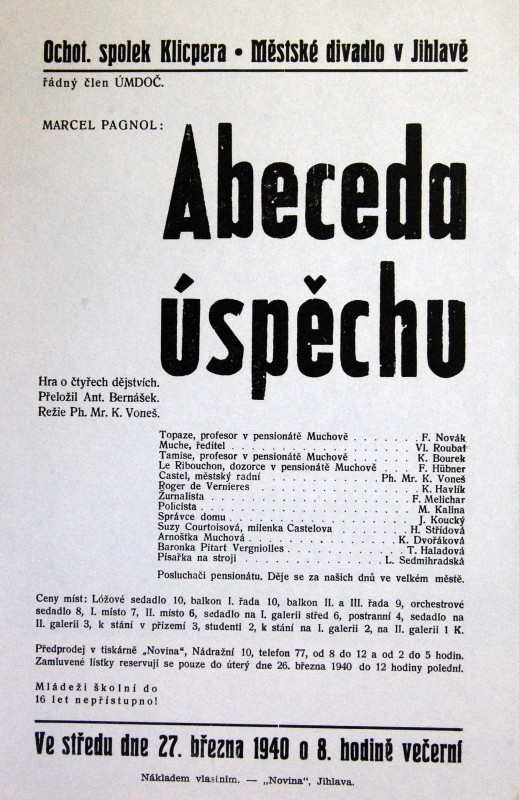 Ochot. spolek Klicpera • Městské divadlo v Jihlavě
řádný člen ÚMDOČ.
MARCEL PAGNOL:
Abeceda
úspěchu
Hra o čtyřech dějstvích.
Přeložil Ant. Bernášek.
Režie Ph. Mr. K. Voneš.
Topaze, profesor v pensionátě Muchově . . . . . . . F. Novák
Muche, ředitel . . . . . . . . . . . . . . . . . Vl. Roubal
Tamise, profesor v pensionátě Muchově . . . . . . . K. Bourek
Le Ribouchon, dozorce v pensionátě Muchově . . . F. Hübner
Castel, městský radní . . . . . . . . . . . Ph. Mr. K. Voneš
Roger de Vernieres . . . . . . . . . . . . . . . K. Havlík
Žurnalista . . . . . . . . . . . . . . . . . . F. Melichar
Policista . . . . . . . . . . . . . . . . . . . M. Kalina
Správce domu . . . . . . . . . . . . . . . . . J. Koucký
Suzy Courtoisová, milenka Castelova . . . . . . . H. Střídová
Arnoštka Muchová . . . . . . . . . . . . . K. Dvořáková
Baronka Pitart Vergniolles . . . . . . . . . . . T. Haladová
Písařka na stroji . . . . . . . . . . . . . . L. Sedmihradská
Posluchači pensionátu. Děje se za našich dnů ve velkém městě.
Ceny míst: Lóžové sedadlo 10, balkon I. řada 10, balkon II. a III. řada 9, orchestrové
sedadlo 8, I. místo 7, II. místo 6, sedadlo na I. galerii střed 6, postranní 4, sedadlo na
II. galerii 3, k stání v přízemí 3, studenti 2, k stání na I. galerii 2, na II. galerii 1 K.
Předprodej v tiskárně „Novina", Nádražní 10, telefon 77, od 8 do 12 a od 2 do 5 hodin.
Zamluvené lístky reservují se pouze do úterý dne 26. března 1940 do 12 hodiny polední.
Mládeži školní do
16 let nepřístupno!
Ve středu dne 27. března 1940 o 8. hodině večerní
Nákladem vlastním. — „Novina", Jihlava.